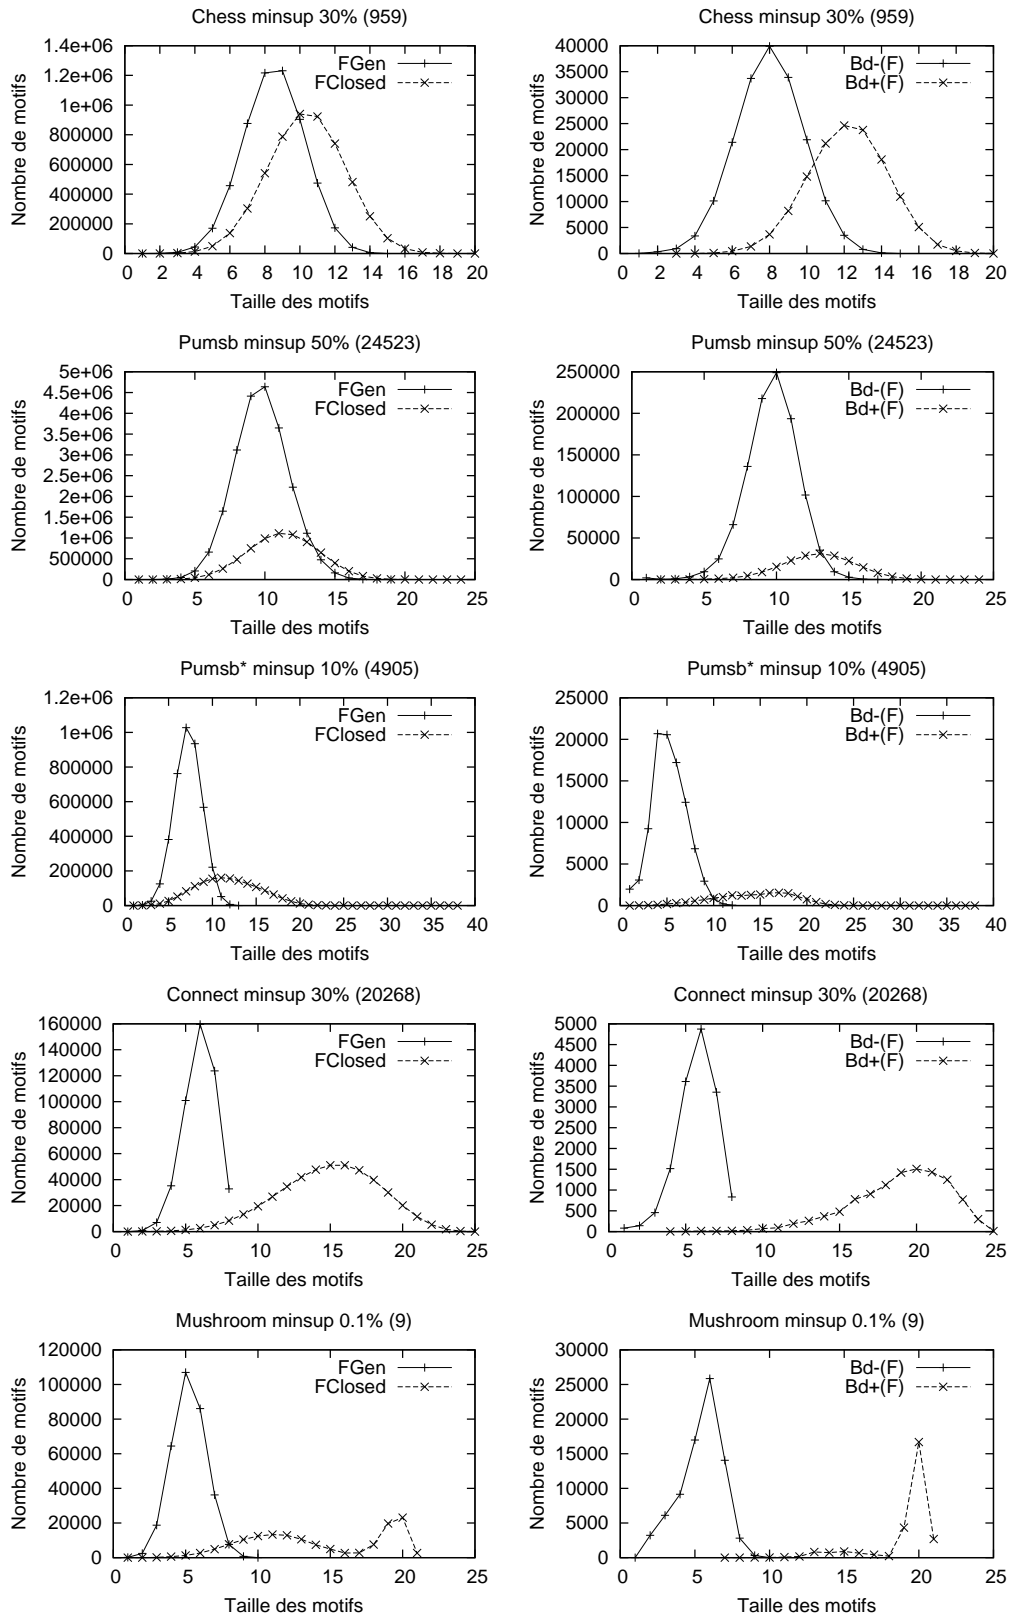 Chess minsup 30% (959)
Nombre de motifs
1.4e+06
1.2e+06
1e+06
800000
600000
400000
200000
0
FGen
FClosed
0 2 4 6 8 10 12 14 16 18 20
Taille des motifs
Chess minsup 30% (959)
Nombre de motifs
40000
35000
30000
25000
20000
15000
10000
5000
0
Bd-(F)
Bd+(F)
0 2 4 6 8 10 12 14 16 18 20
Taille des motifs
Pumsb minsup 50% (24523)
Nombre de motifs
5e+06
4.5e+06
4e+06
3.5e+06
3e+06
2.5e+06
2e+06
1.5e+06
1e+06
500000
0
FGen
FClosed
0 5 10 15 20 25
Taille des motifs
Pumsb minsup 50% (24523)
Nombre de motifs
250000
200000
150000
100000
50000
0
Bd-(F)
Bd+(F)
0 5 10 15 20 25
Taille des motifs
Pumsb* minsup 10% (4905)
Nombre de motifs
1.2e+06
1e+06
800000
600000
400000
200000
0
FGen
FClosed
0 5 10 15 20 25 30 35 40
Taille des motifs
Pumsb* minsup 10% (4905)
Nombre de motifs
25000
20000
15000
10000
5000
0
Bd-(F)
Bd+(F)
0 5 10 15 20 25 30 35 40
Taille des motifs
Connect minsup 30% (20268)
Nombre de motifs
160000
140000
120000
100000
80000
60000
40000
20000
0
FGen
FClosed
0 5 10 15 20 25
Taille des motifs
Connect minsup 30% (20268)
Nombre de motifs
5000
4500
4000
3500
3000
2500
2000
1500
1000
500
0
Bd-(F)
Bd+(F)
0 5 10 15 20 25
Taille des motifs
Mushroom minsup 0.1% (9)
Nombre de motifs
120000
100000
80000
60000
40000
20000
0
FGen
FClosed
0 5 10 15 20 25
Taille des motifs
Mushroom minsup 0.1% (9)
Nombre de motifs
30000
25000
20000
15000
10000
5000
0
Bd-(F)
Bd+(F)
0 5 10 15 20 25
Taille des motifs